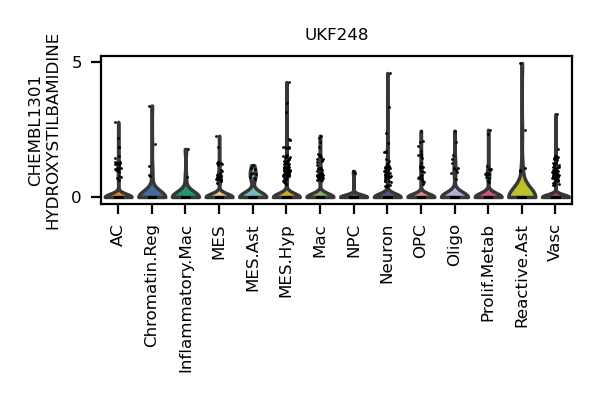 UKF248
CHEMBL1301
HYDROXYSTILBAMIDINE
5
0
AC
Chromatin.Reg
Inflammatory.Mac
MES
MES.Ast
MES.Hyp
Mac
NPC
Neuron
OPC
Oligo
Prolif.Metab
Reactive.Ast
Vasc